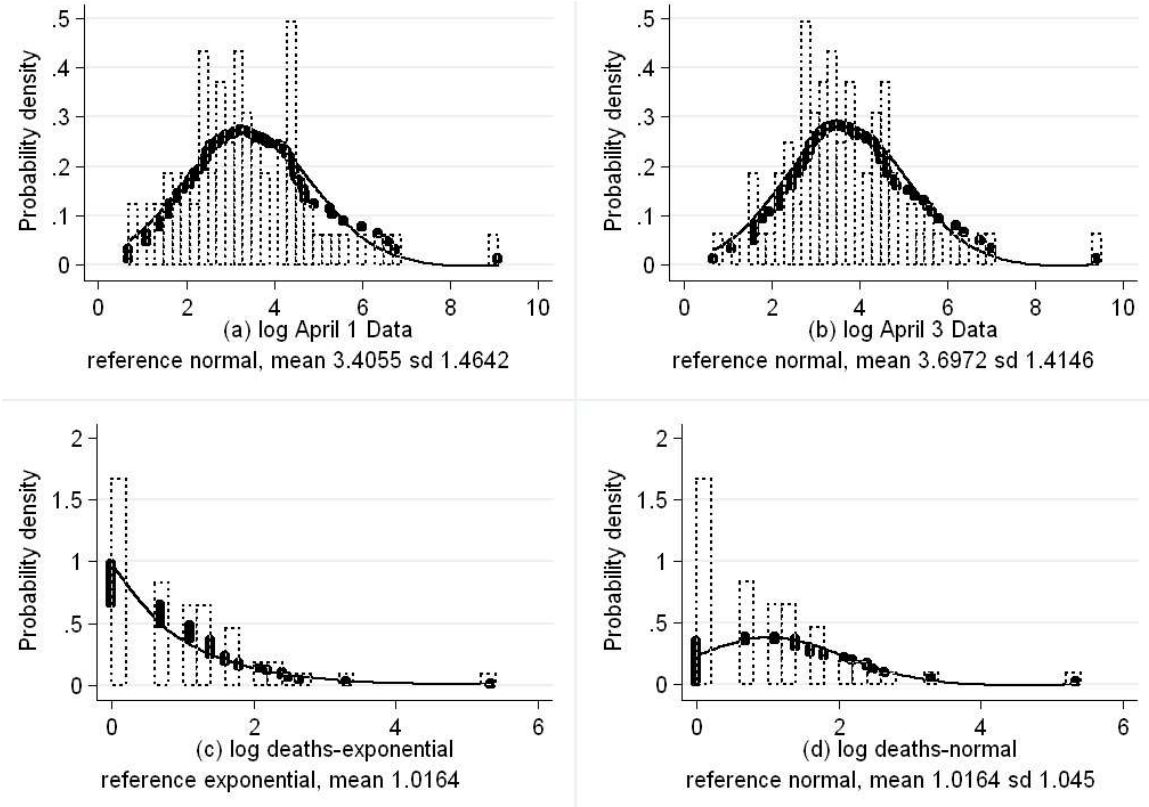 Probability density
.5
.4
.3
.2
.1
0
0 2 4 6 8 10
(a) log April 1 Data
reference normal, mean 3.4055 sd 1.4642
Probability density
.5
.4
.3
.2
.1
0
0 2 4 6 8 10
(b) log April 3 Data
reference normal, mean 3.6972 sd 1.4146
Probability density
2
1.5
1
.5
0
0 2 4 6
(c) log deaths-exponential
reference exponential, mean 1.0164
Probability density
2
1.5
1
.5
0
0 2 4 6
(d) log deaths-normal
reference normal, mean 1.0164 sd 1.045